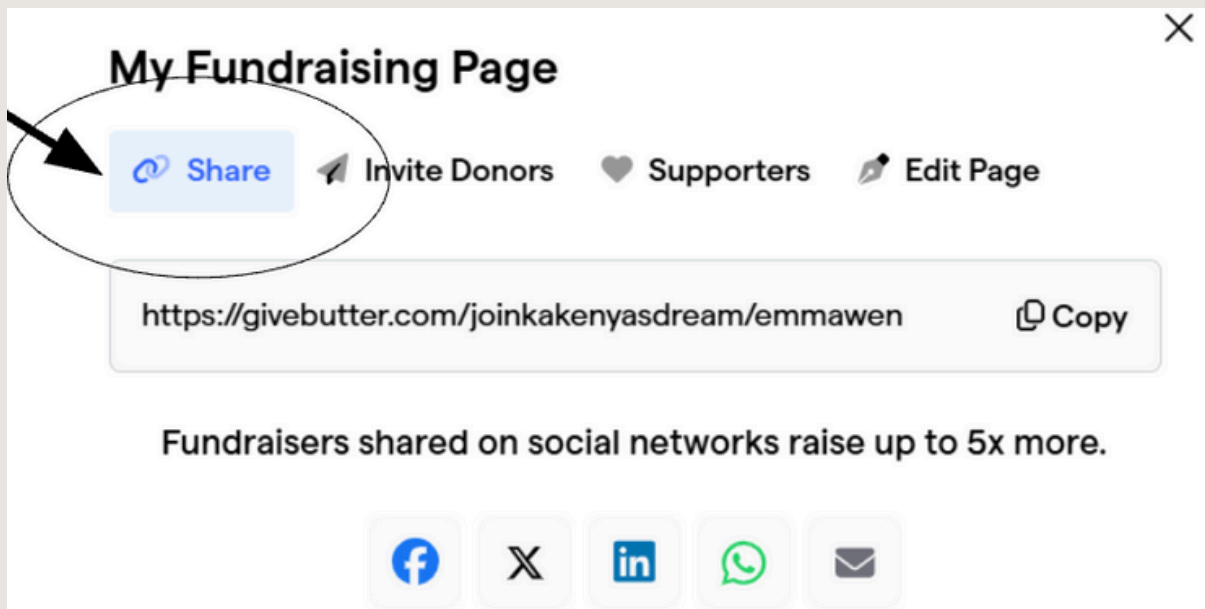 My Fundraising Page
Share Invite Donors Supporters Edit Page
https://givebutter.com/joinkakenyasdream/emmawen Copy
Fundraisers shared on social networks raise up to 5x more.